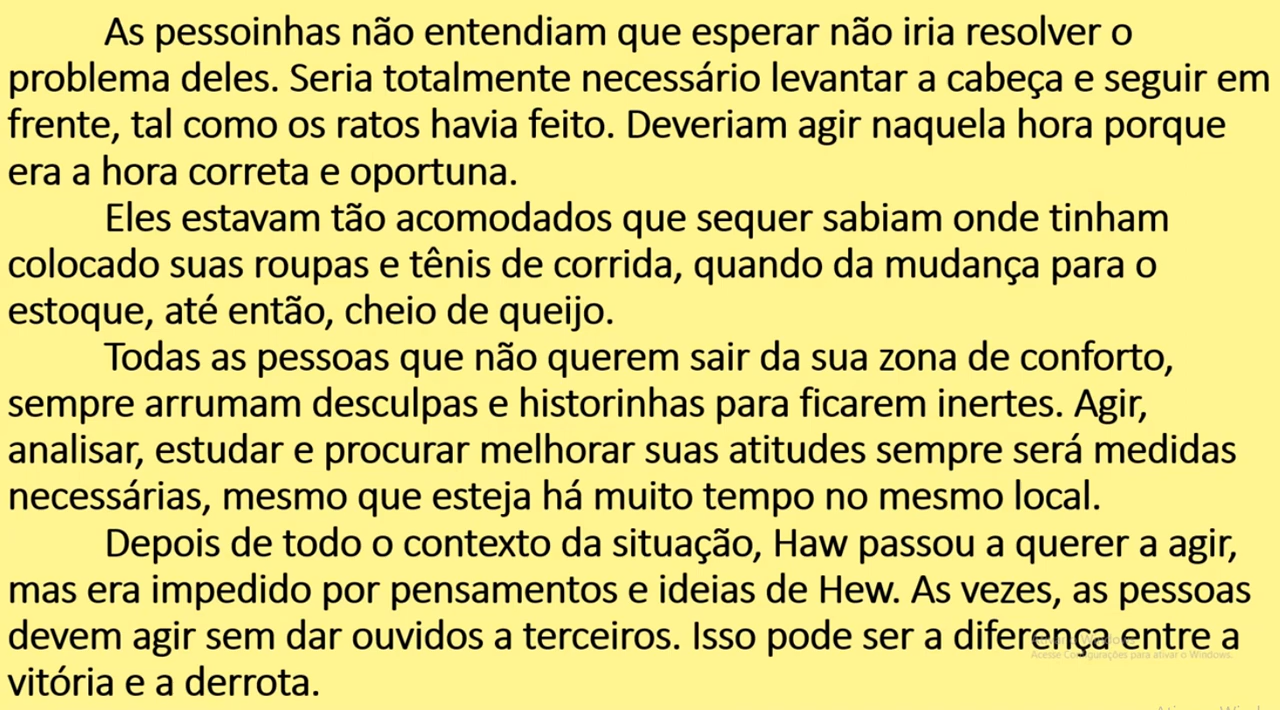 As pessoinhas não entendiam que esperar não iria resolver o
problema deles. Seria totalmente necessário levantar a cabeça e seguir em
frente, tal como os ratos havia feito. Deveriam agir naquela hora porque
era a hora correta e oportuna.
Eles estavam tão acomodados que sequer sabiam onde tinham
colocado suas roupas e tênis de corrida, quando da mudança para o
estoque, até então, cheio de queijo.
Todas as pessoas que não querem sair da sua zona de conforto,
sempre arrumam desculpas e historinhas para ficarem inertes. Agir,
analisar, estudar e procurar melhorar suas atitudes sempre será medidas
necessárias, mesmo que esteja há muito tempo no mesmo local.
Depois de todo o contexto da situação, Haw passou a querer a agir,
mas era impedido por pensamentos e ideias de Hew. As vezes, as pessoas
devem agir sem dar ouvidos a terceiros. Isso pode ser a diferença entre a
Acesse Configurações para ativar o Windows.
vitória e a derrota.